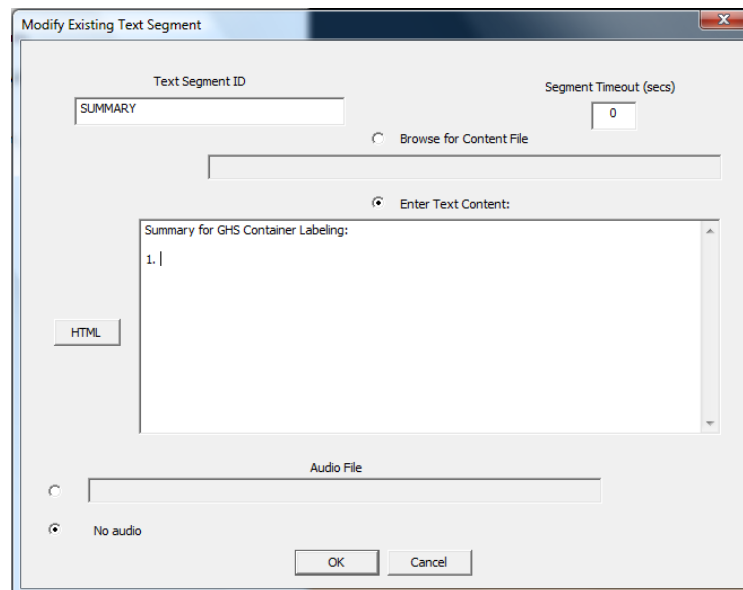 Modify Existing Text Segment
Text Segment ID
Segment Timeout (secs)
SUMMARY
0
Browse for Content File
Enter Text Content:
Summary for GHS Container Labeling:
1.
HTML
Audio File
No audio
OK
Cancel